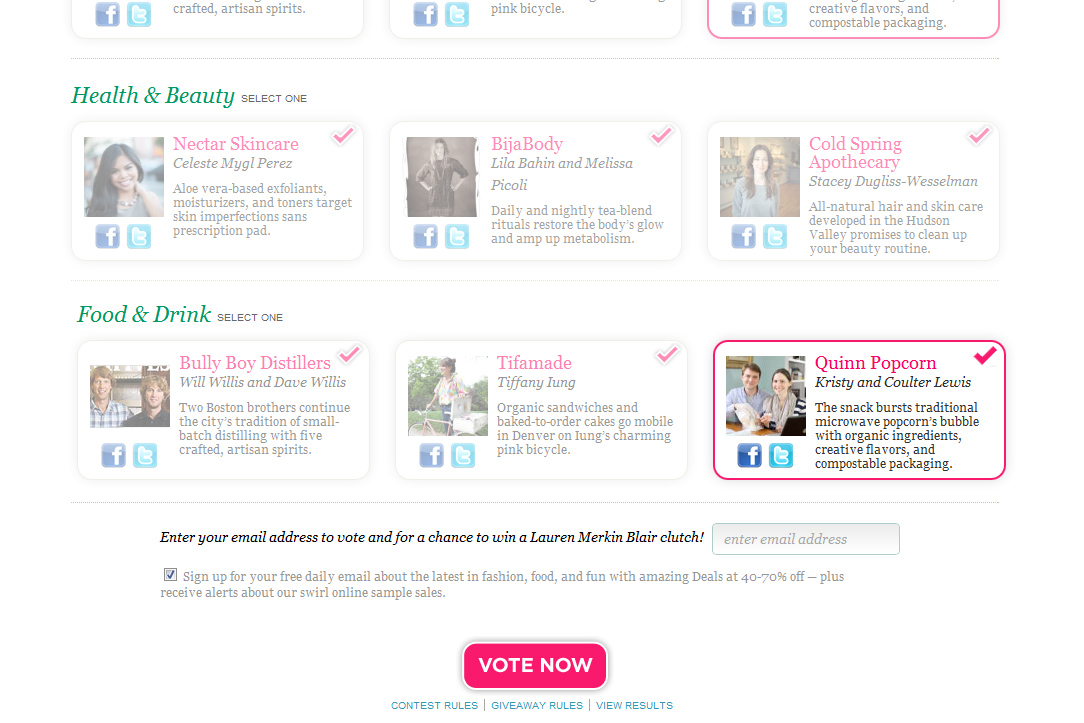 crafted, artisan spirits.
pink bicycle.
creative flavors, and
compostable packaging.
Health & Beauty SELECT ONE
Nectar Skincare
Celeste Mygl Perez
Aloe vera-based exfoliants,
moisturizers, and toners target
skin imperfections sans
prescription pad.
BijaBody
Lila Bahin and Melissa
Picoli
Daily and nightly tea-blend
rituals restore the body's glow
and amp up metabolism.
Cold Spring
Apothecary
Stacey Dugliss-Wesselman
All-natural hair and skin care
developed in the Hudson
Valley promises to clean up
your beauty routine.
Food & Drink SELECT ONE
Bully Boy Distillers
Will Willis and Dave Willis
Two Boston brothers continue
the city's tradition of small-
batch distilling with five
crafted, artisan spirits.
Tifamade
Tiffany Iung
Organic sandwiches and
baked-to-order cakes go mobile
in Denver on Iung's charming
pink bicycle.
Quinn Popcorn
Kristy and Coulter Lewis
The snack bursts traditional
microwave popcorn's bubble
with organic ingredients,
creative flavors, and
compostable packaging.
Enter your email address to vote and for a chance to win a Lauren Merkin Blair clutch! enter email address
Sign up for your free daily email about the latest in fashion, food, and fun with amazing Deals at 40-70% off — plus
receive alerts about our swirl online sample sales.
VOTE NOW
CONTEST RULES | GIVEAWAY RULES | VIEW RESULTS